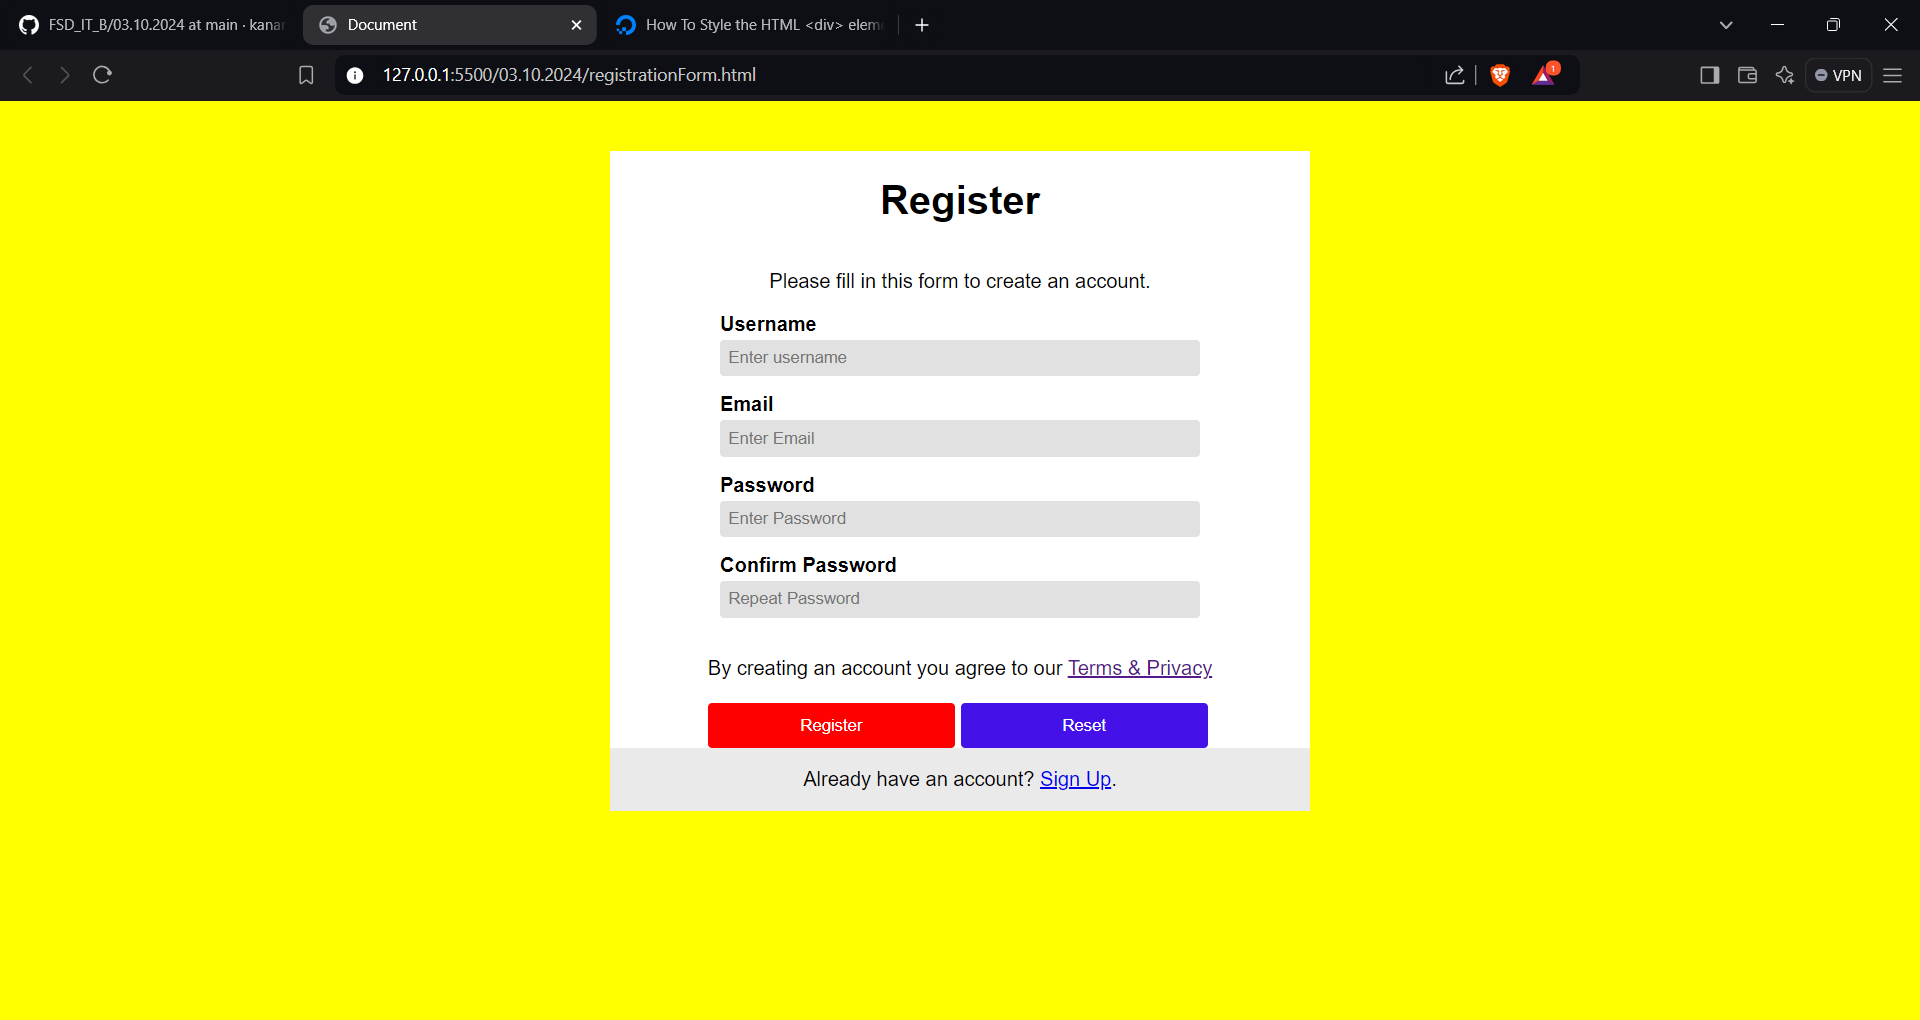 FSD_IT_B/03.10.2024 at main · kanar
Document
How To Style the HTML <div> elem
127.0.0.1:5500/03.10.2024/registrationForm.html
1
VPN
Register
Please fill in this form to create an account.
Username
Enter username
Email
Enter Email
Password
Enter Password
Confirm Password
Repeat Password
By creating an account you agree to our Terms & Privacy
Register
Reset
Already have an account? Sign Up.